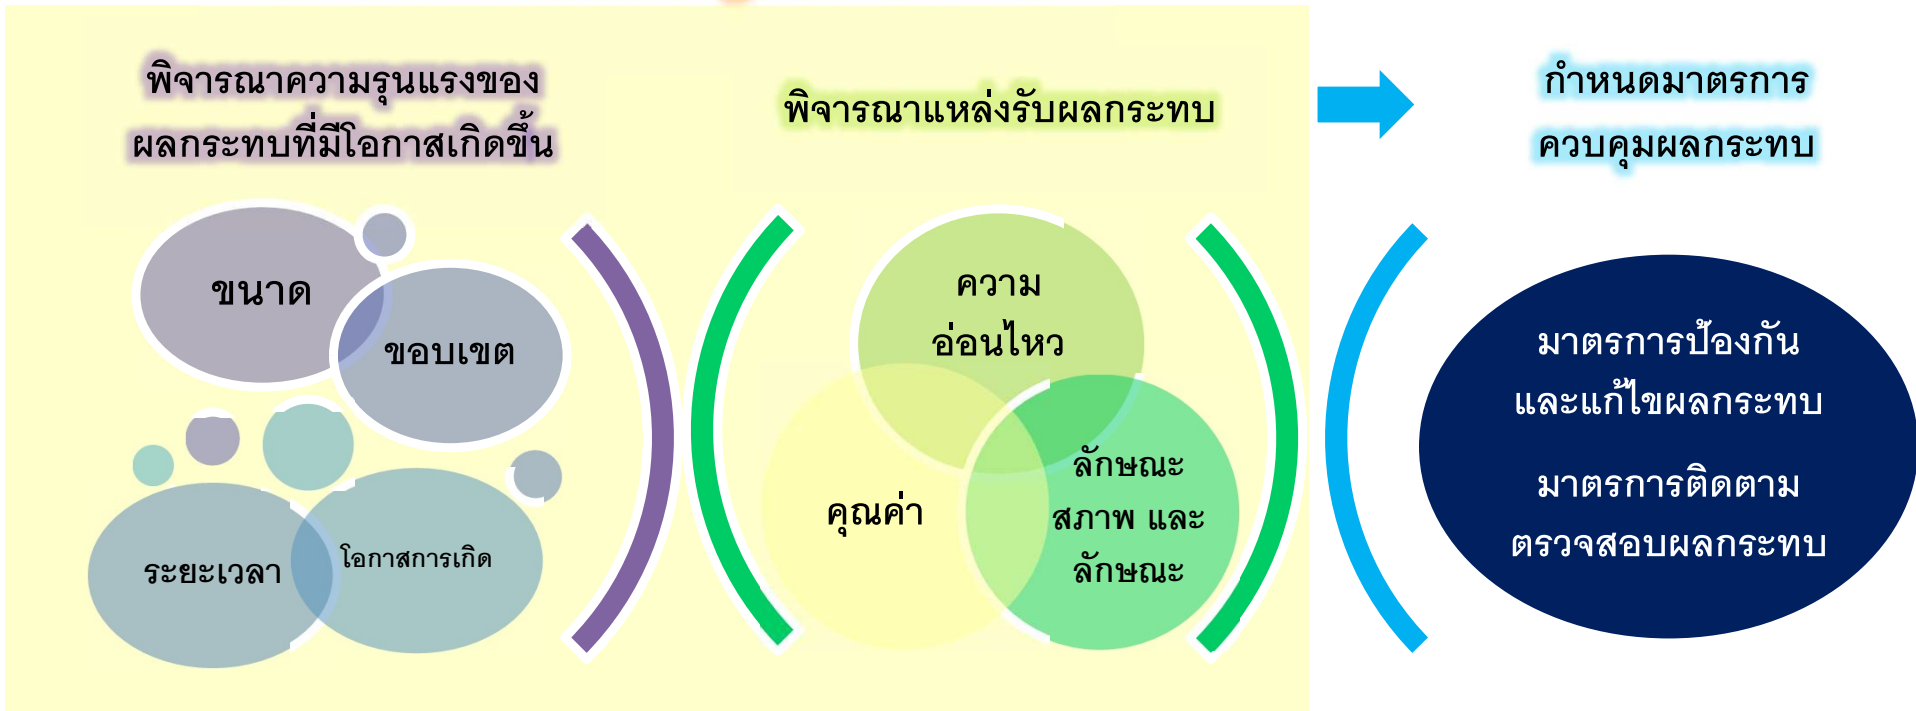 พิจารณาความรุนแรงของ
ผลกระทบที่มีโอกาสเกิดขึ้น
ขนาด
ขอบเขต
ระยะเวลา
โอกาสการเกิด
พิจารณาแหล่งรับผลกระทบ
ความ
อ่อนไหว
คุณค่า
ลักษณะ
สภาพ และ
ลักษณะ
กำหนดมาตรการ
ควบคุมผลกระทบ
มาตรการป้องกัน
และแก้ไขผลกระทบ
มาตรการติดตาม
ตรวจสอบผลกระทบ